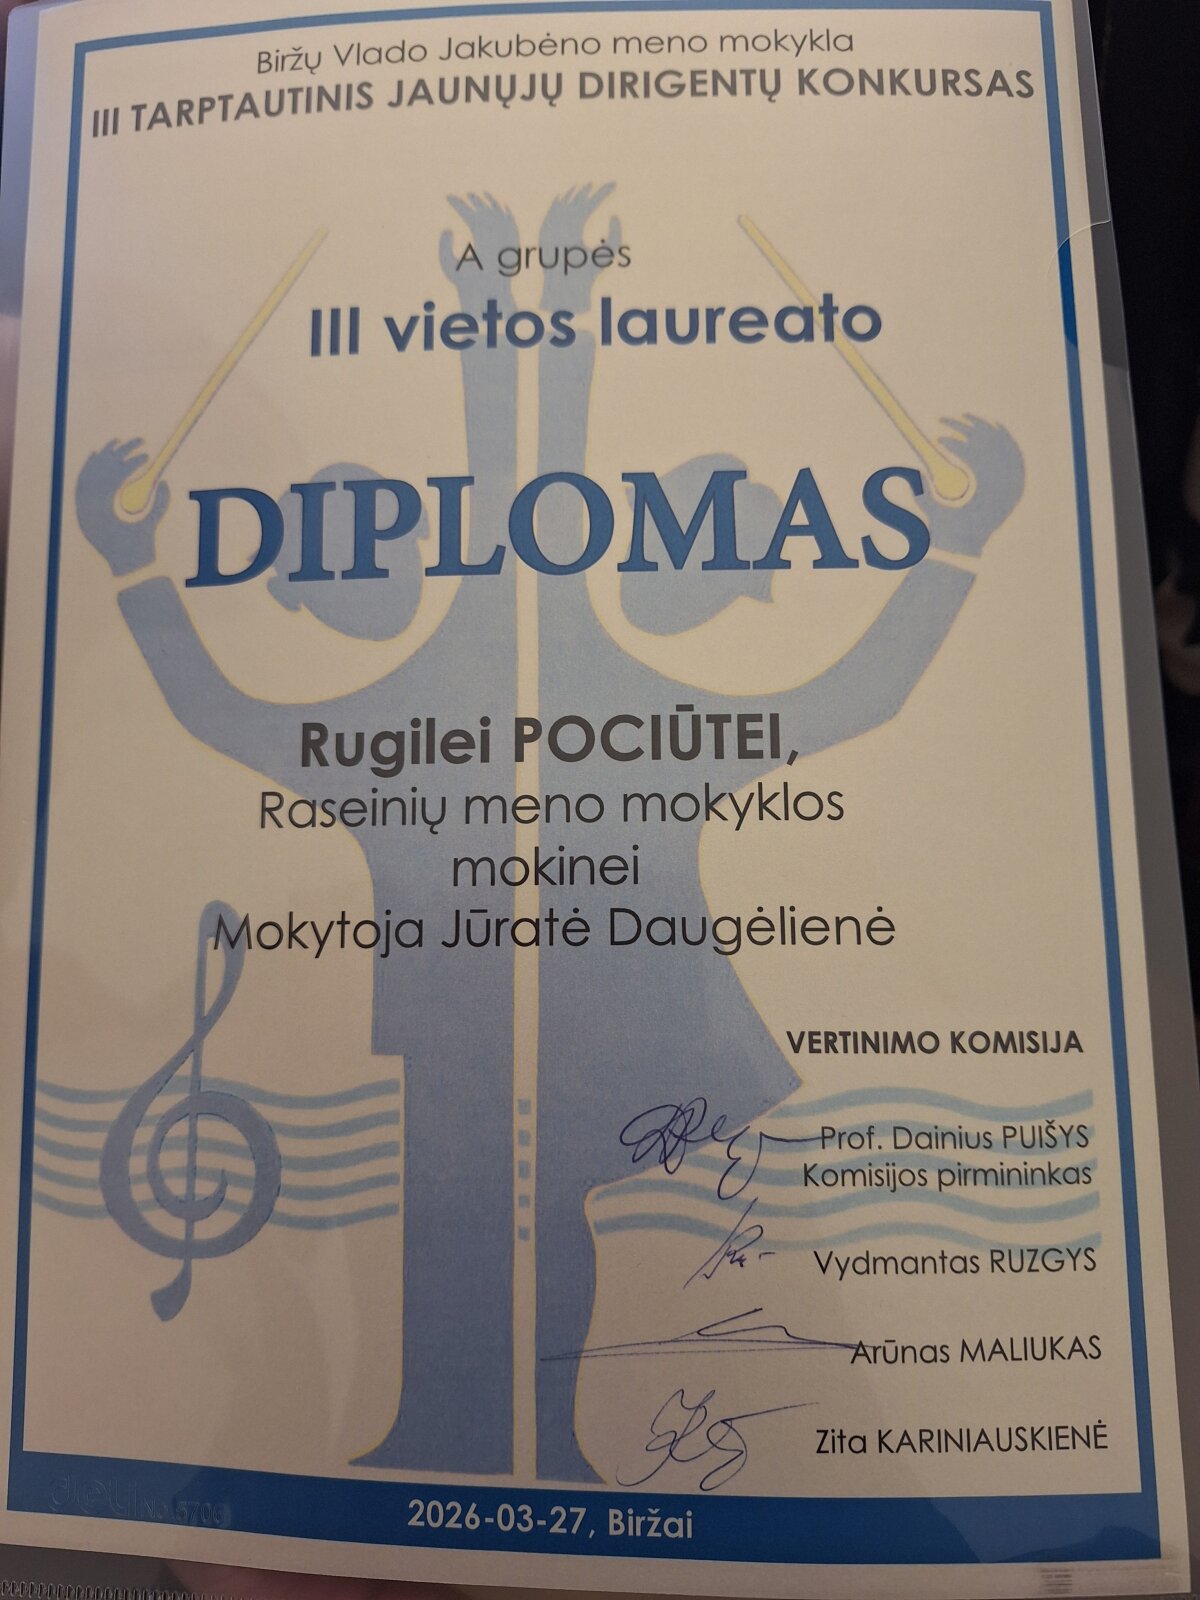 Biržų Vlado Jakubėno meno mokykla
III TARPTAUTINIS JAUNŲJŲ DIRIGENTŲ KONKURSAS
A grupės
III vietos laureato
DIPLOMAS
Rugilei POCIŪTEI,
Raseinių meno mokyklos
mokinei
Mokytoja Jūratė Daugėlienė
VERTINIMO KOMISIJA
Prof. Dainius PUIŠYS
Komisijos pirmininkas
Vydmantas RUZGYS
Arūnas MALIUKAS
Zita KARINIAUSKIENĖ
2026-03-27, Biržai